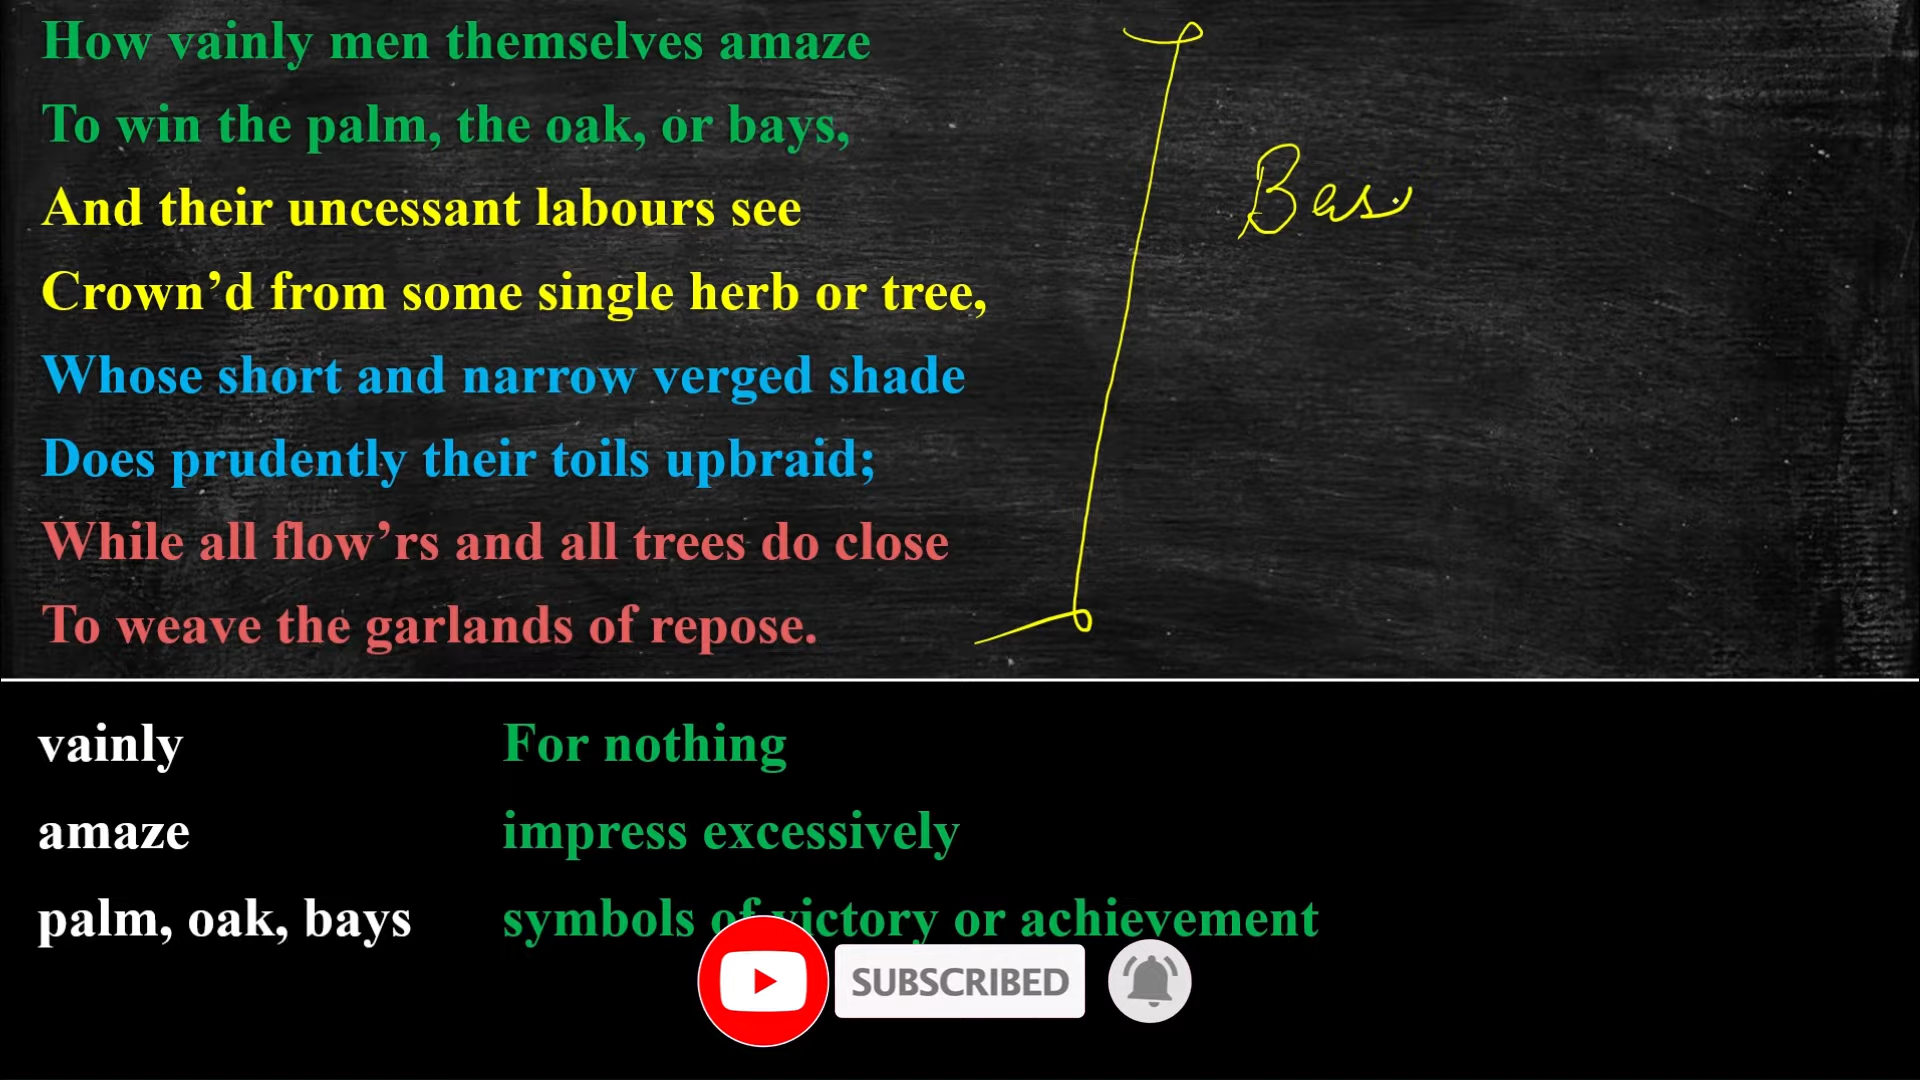 How vainly men themselves amaze
To win the palm, the oak, or bays,
And their uncessant labours see
Crown’d from some single herb or tree,
Whose short and narrow verged shade
Does prudently their toils upbraid;
While all flow’rs and all trees do close
To weave the garlands of repose.
vainly For nothing
amaze impress excessively
palm, oak, bays symbols of victory or achievement
SUBSCRIBED